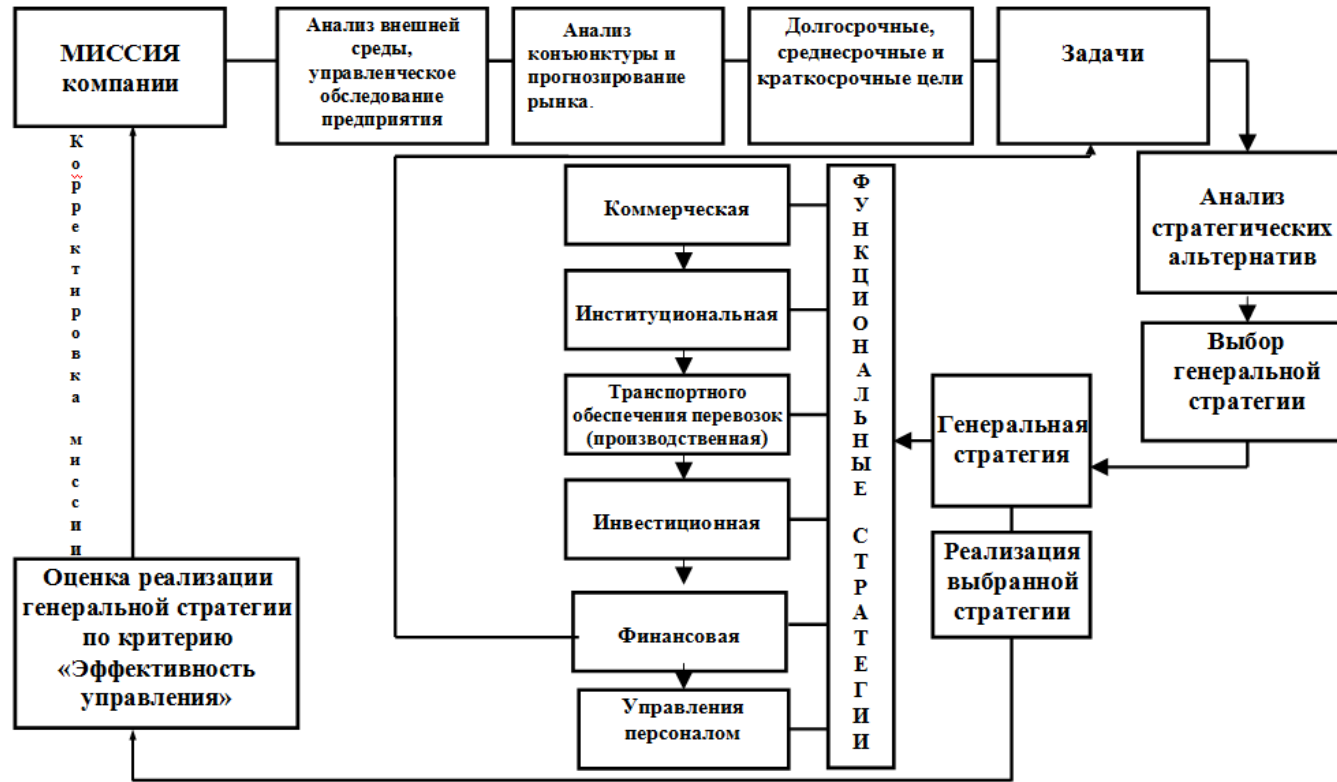 МИССИЯ
компании
Анализ внешней
среды,
управленческое
обследование
предприятия
Анализ
конъюнктуры и
прогнозирование
рынка.
Долгосрочные,
среднесрочные и
краткосрочные цели
Задачи
Анализ
стратегических
альтернатив
Выбор
генеральной
стратегии
Генеральная
стратегия
Реализация
выбранной
стратегии
ФУНКЦИОНАЛЬНЫЕ СТРАТЕГИИ
Коммерческая
Институциональная
Транспортного
обеспечения перевозок
(производственная)
Инвестиционная
Финансовая
Управления
персоналом
Корректировка миссии
Оценка реализации
генеральной стратегии
по критерию
«Эффективность
управления»